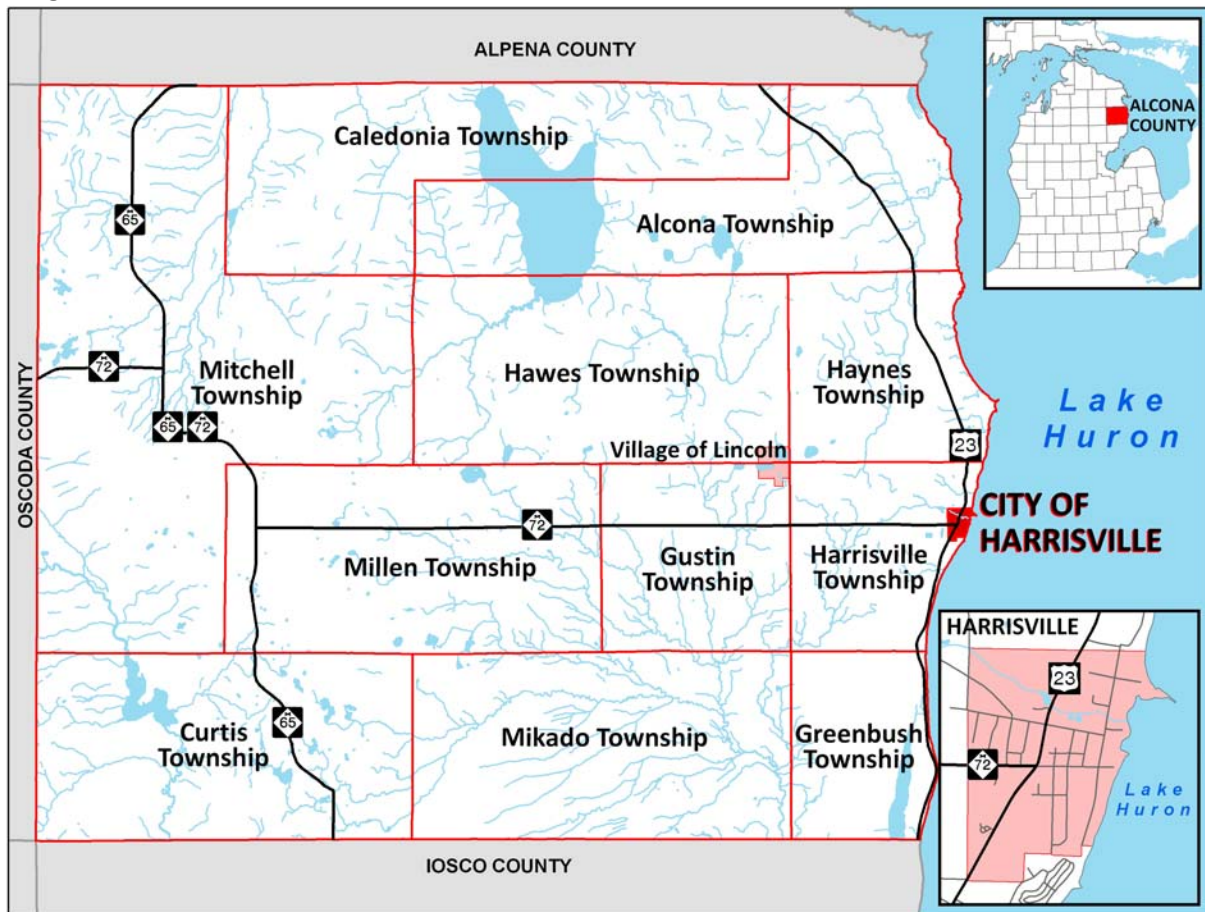 ALPENA COUNTY
ALCONA
COUNTY
Caledonia Township
65
Alcona Township
OSCODA COUNTY
72
Mitchell
Township
Hawes Township
Haynes
Township
Lake
Huron
65
72
23
Village of Lincoln
CITY OF
HARRISVILLE
72
Millen Township
Gustin
Township
Harrisville
Township
HARRISVILLE
23
72
Lake
Huron
65
Curtis
Township
Mikado Township
Greenbush
Township
IOSCO COUNTY